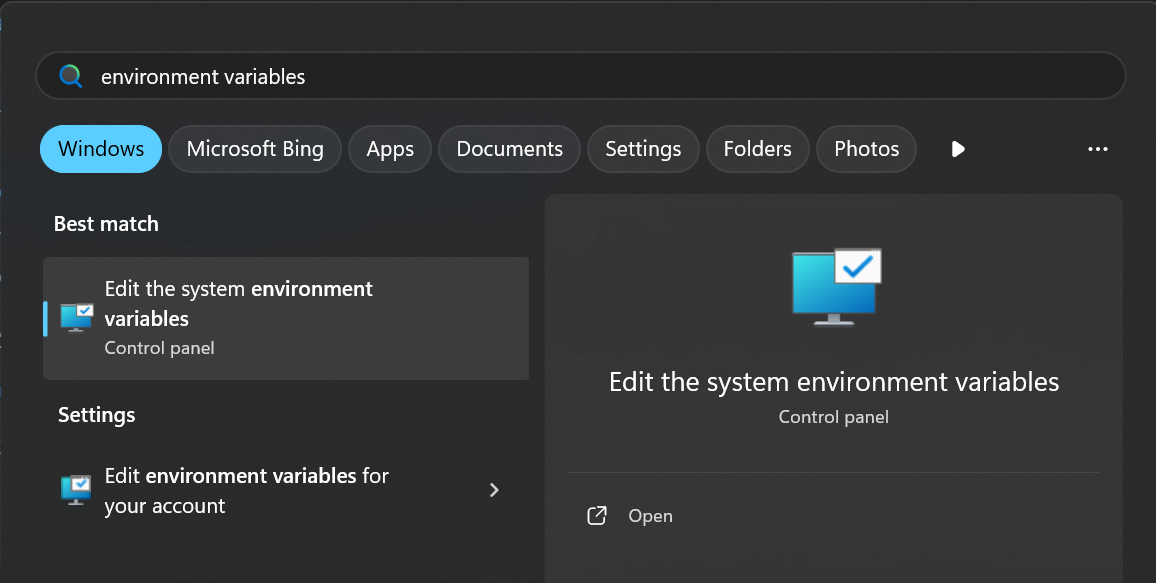 environment variables
Windows
Microsoft Bing
Apps
Documents
Settings
Folders
Photos
Best match
Edit the system environment
variables
Control panel
Settings
Edit environment variables for
your account
Edit the system environment variables
Control panel
Open